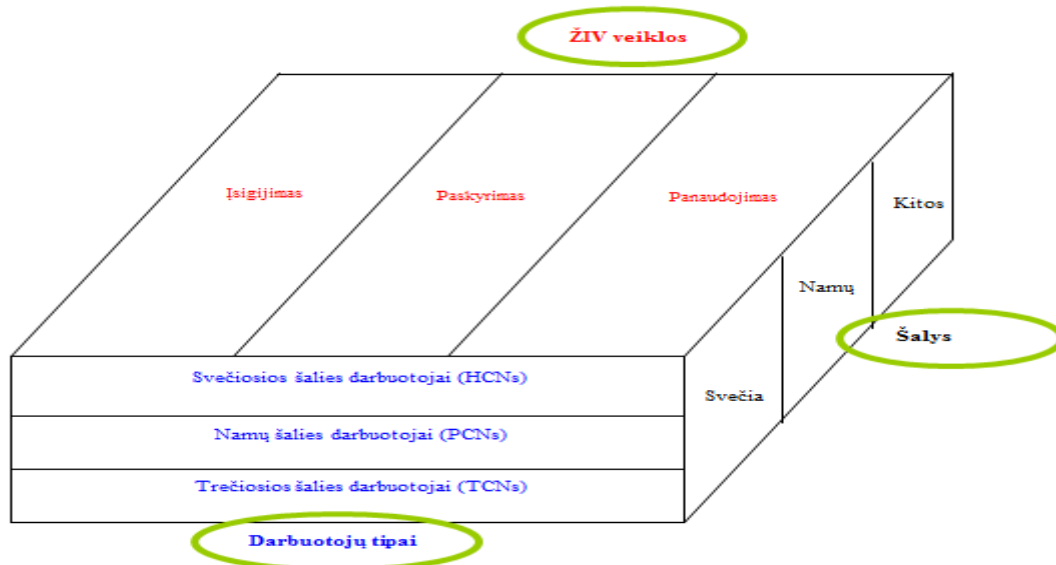 ŽIV veiklos
Įsigijimas
Paskyrimas
Panaudojimas
Kitos
Namų
Šalys
Svečia
Svečiosios šalies darbuotojai (HCNs)
Namų šalies darbuotojai (PCNs)
Trečiosios šalies darbuotojai (TCNs)
Darbuotojų tipai